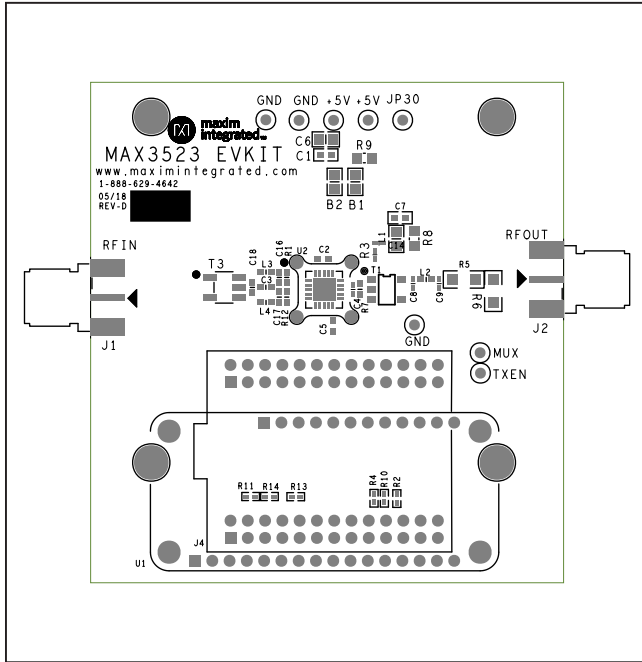 GND GND +5V +5V JP30
maxim
integrated™
C6
C1
R9
MAX3523 EVKIT
www.maximintegrated.com
1-888-629-4642
05/18
REV-D
B2 B1
C7
L1
C14
R8
RFIN
RFOUT
T3
C18
L3
C16
R1
U2
C2
R3
T1
C3
L4
C17
R12
C5
C4
R7
C8
L2
C9
R5
R6
J1
J2
GND
MUX
TXEN
R11 R14 R13
R4
R10
R2
J4
U1